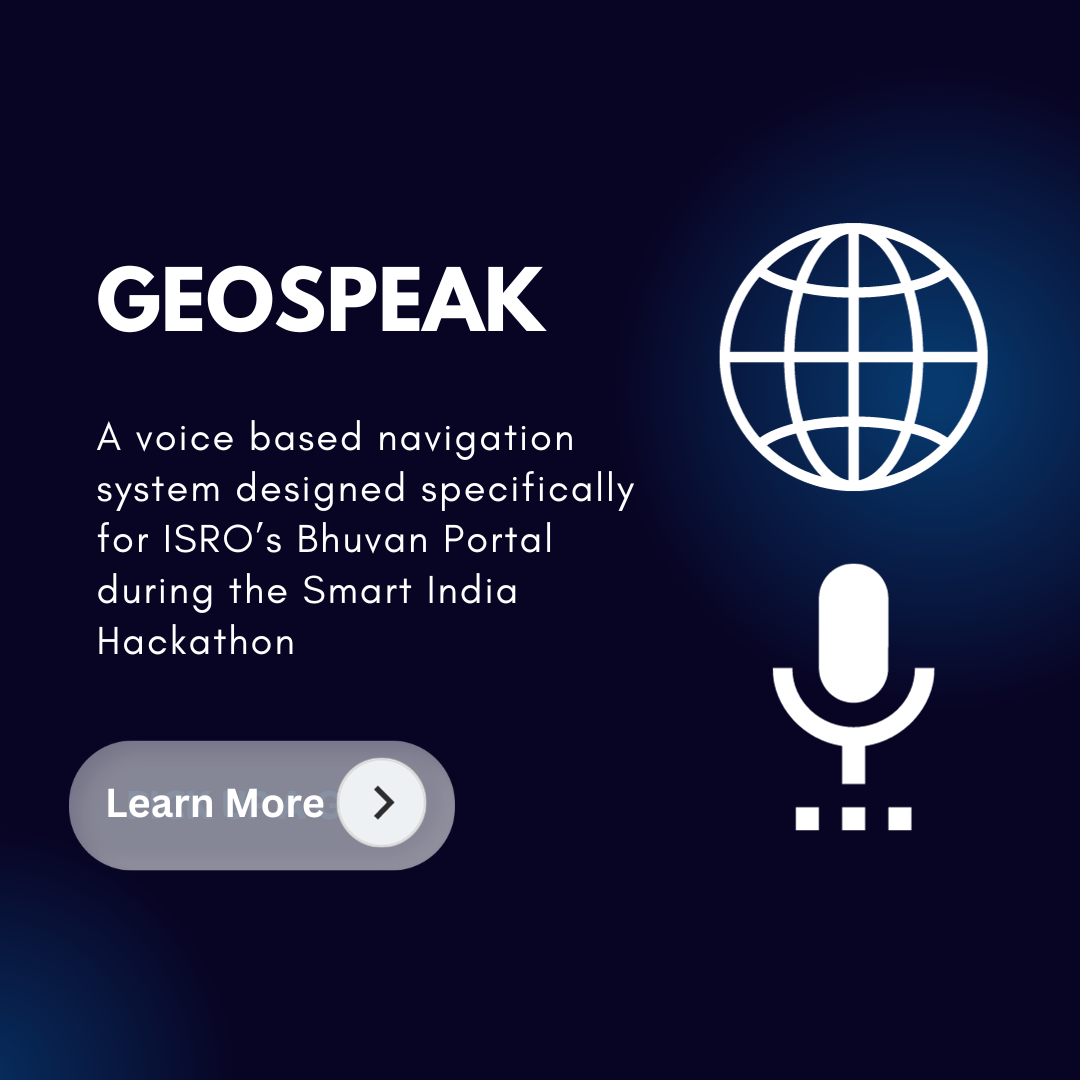 GEOSPEAK
A voice based navigation
system designed specifically
for ISRO’s Bhuvan Portal
during the Smart India
Hackathon
Learn More